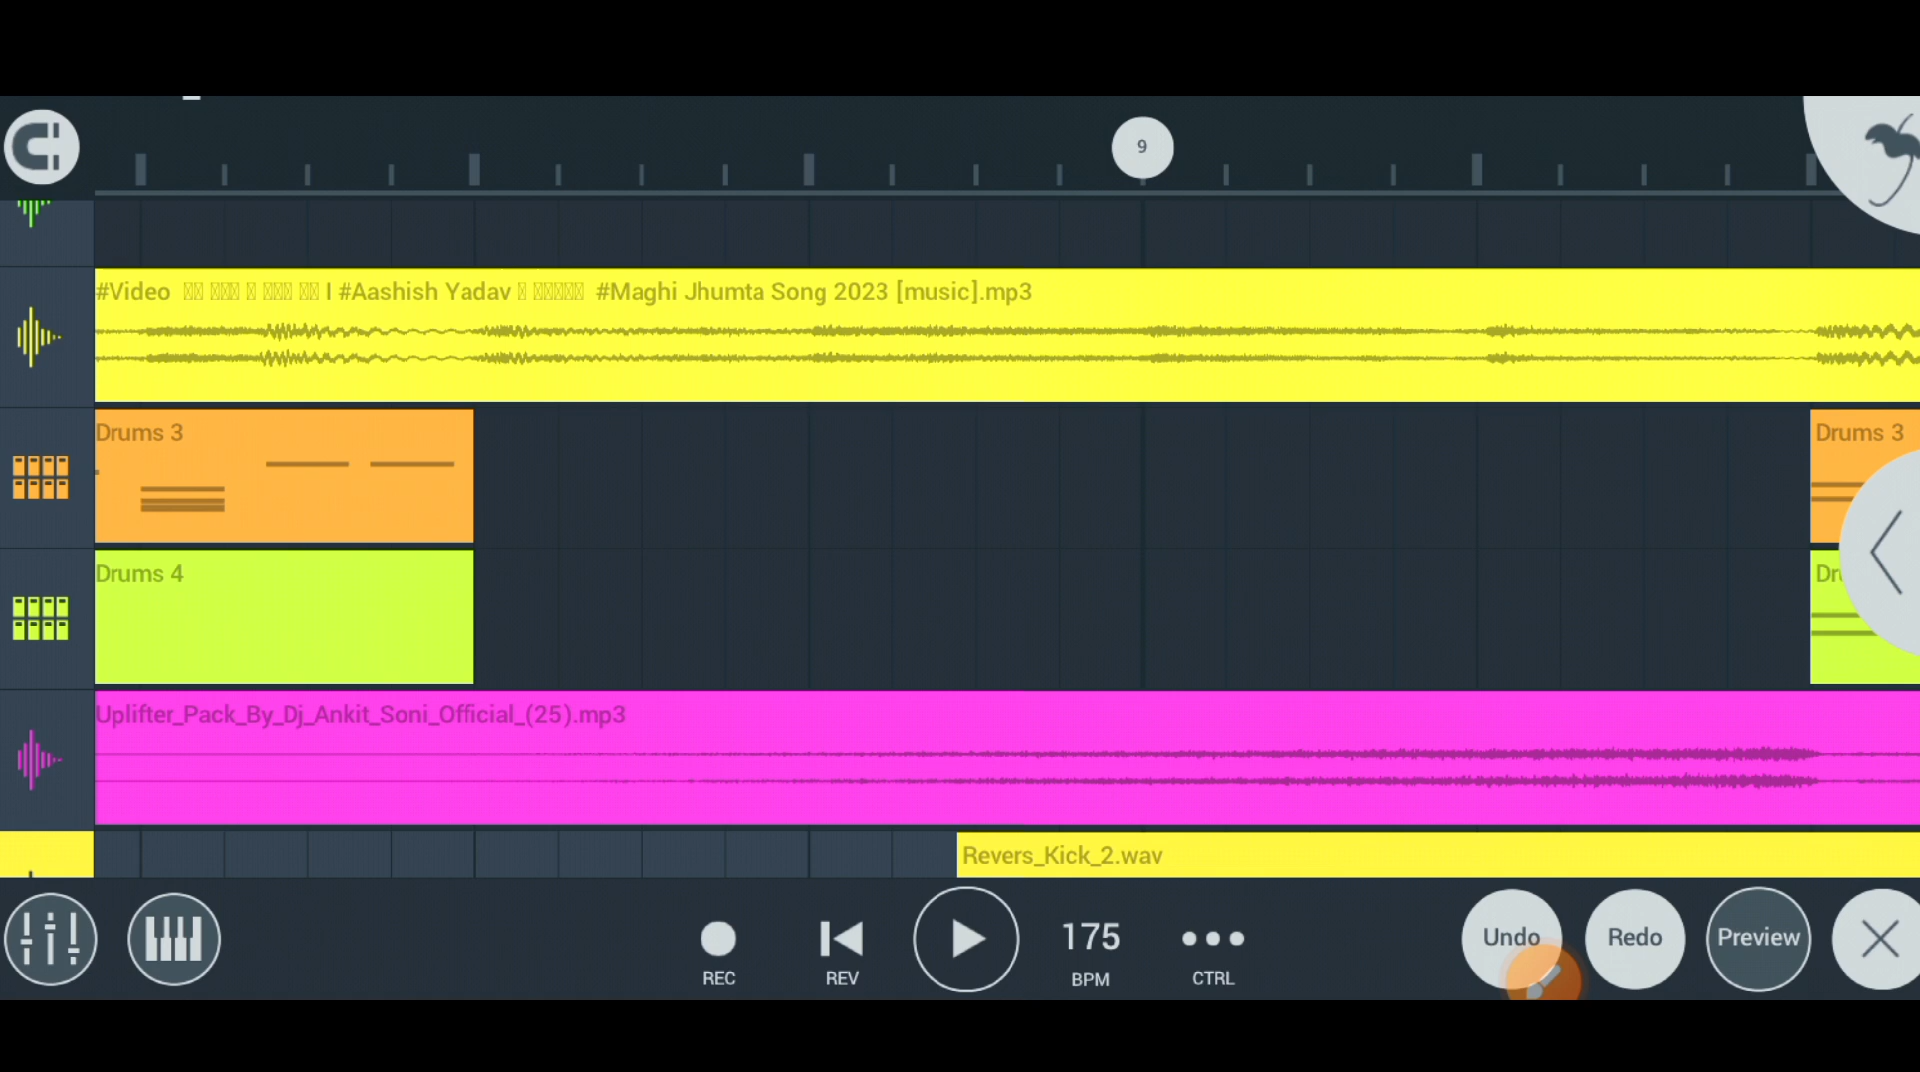 9
#Video I #Aashish Yadav #Maghi Jhumta Song 2023 [music].mp3
Drums 3
Drums 3
Drums 4
Uplifter_Pack_By_Dj_Ankit_Soni_Official_(25).mp3
Revers_Kick_2.wav
175
Undo
Redo
Preview
REC
REV
BPM
CTRL